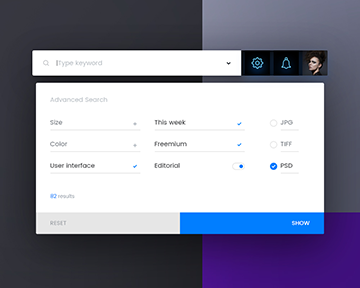 Type keyword
Advanced Search
Size
This week
JPG
Color
Freemium
TIFF
User interface
Editorial
PSD
82 results
RESET
SHOW